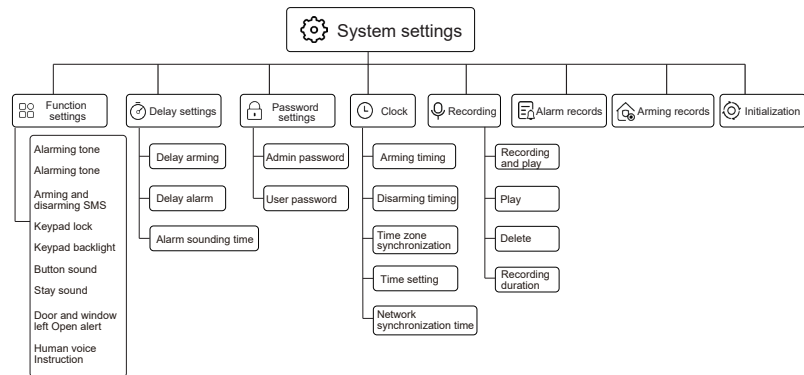 System settings
Function
settings
Delay settings
Password
settings
Clock
Recording
Alarm records
Arming records
Initialization
Alarming tone
Alarming tone
Arming and
disarming SMS
Keypad lock
Keypad backlight
Button sound
Stay sound
Door and window
left Open alert
Human voice
Instruction
Delay arming
Delay alarm
Alarm sounding time
Admin password
User password
Arming timing
Disarming timing
Time zone
synchronization
Time setting
Network
synchronization time
Recording
and play
Play
Delete
Recording
duration